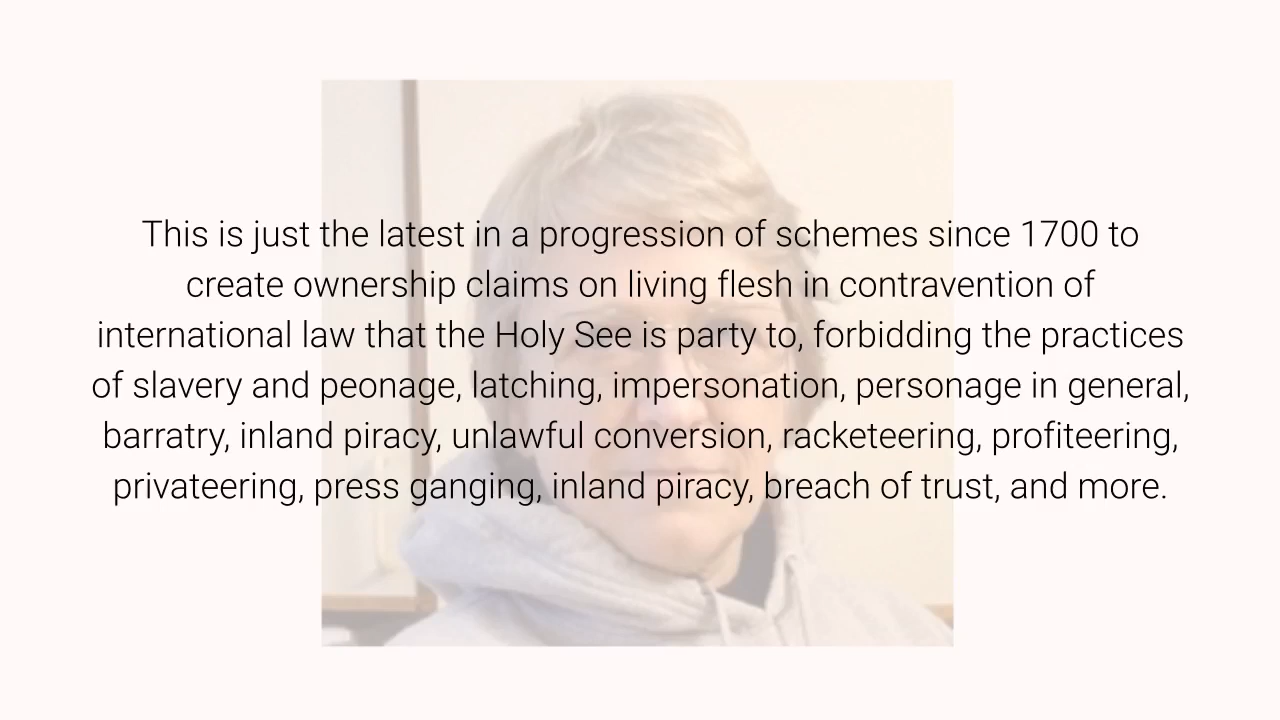 This is just the latest in a progression of schemes since 1700 to
create ownership claims on living flesh in contravention of
international law that the Holy See is party to, forbidding the practices
of slavery and peonage, latching, impersonation, personage in general,
barratry, inland piracy, unlawful conversion, racketeering, profiteering,
privateering, press ganging, inland piracy, breach of trust, and more.